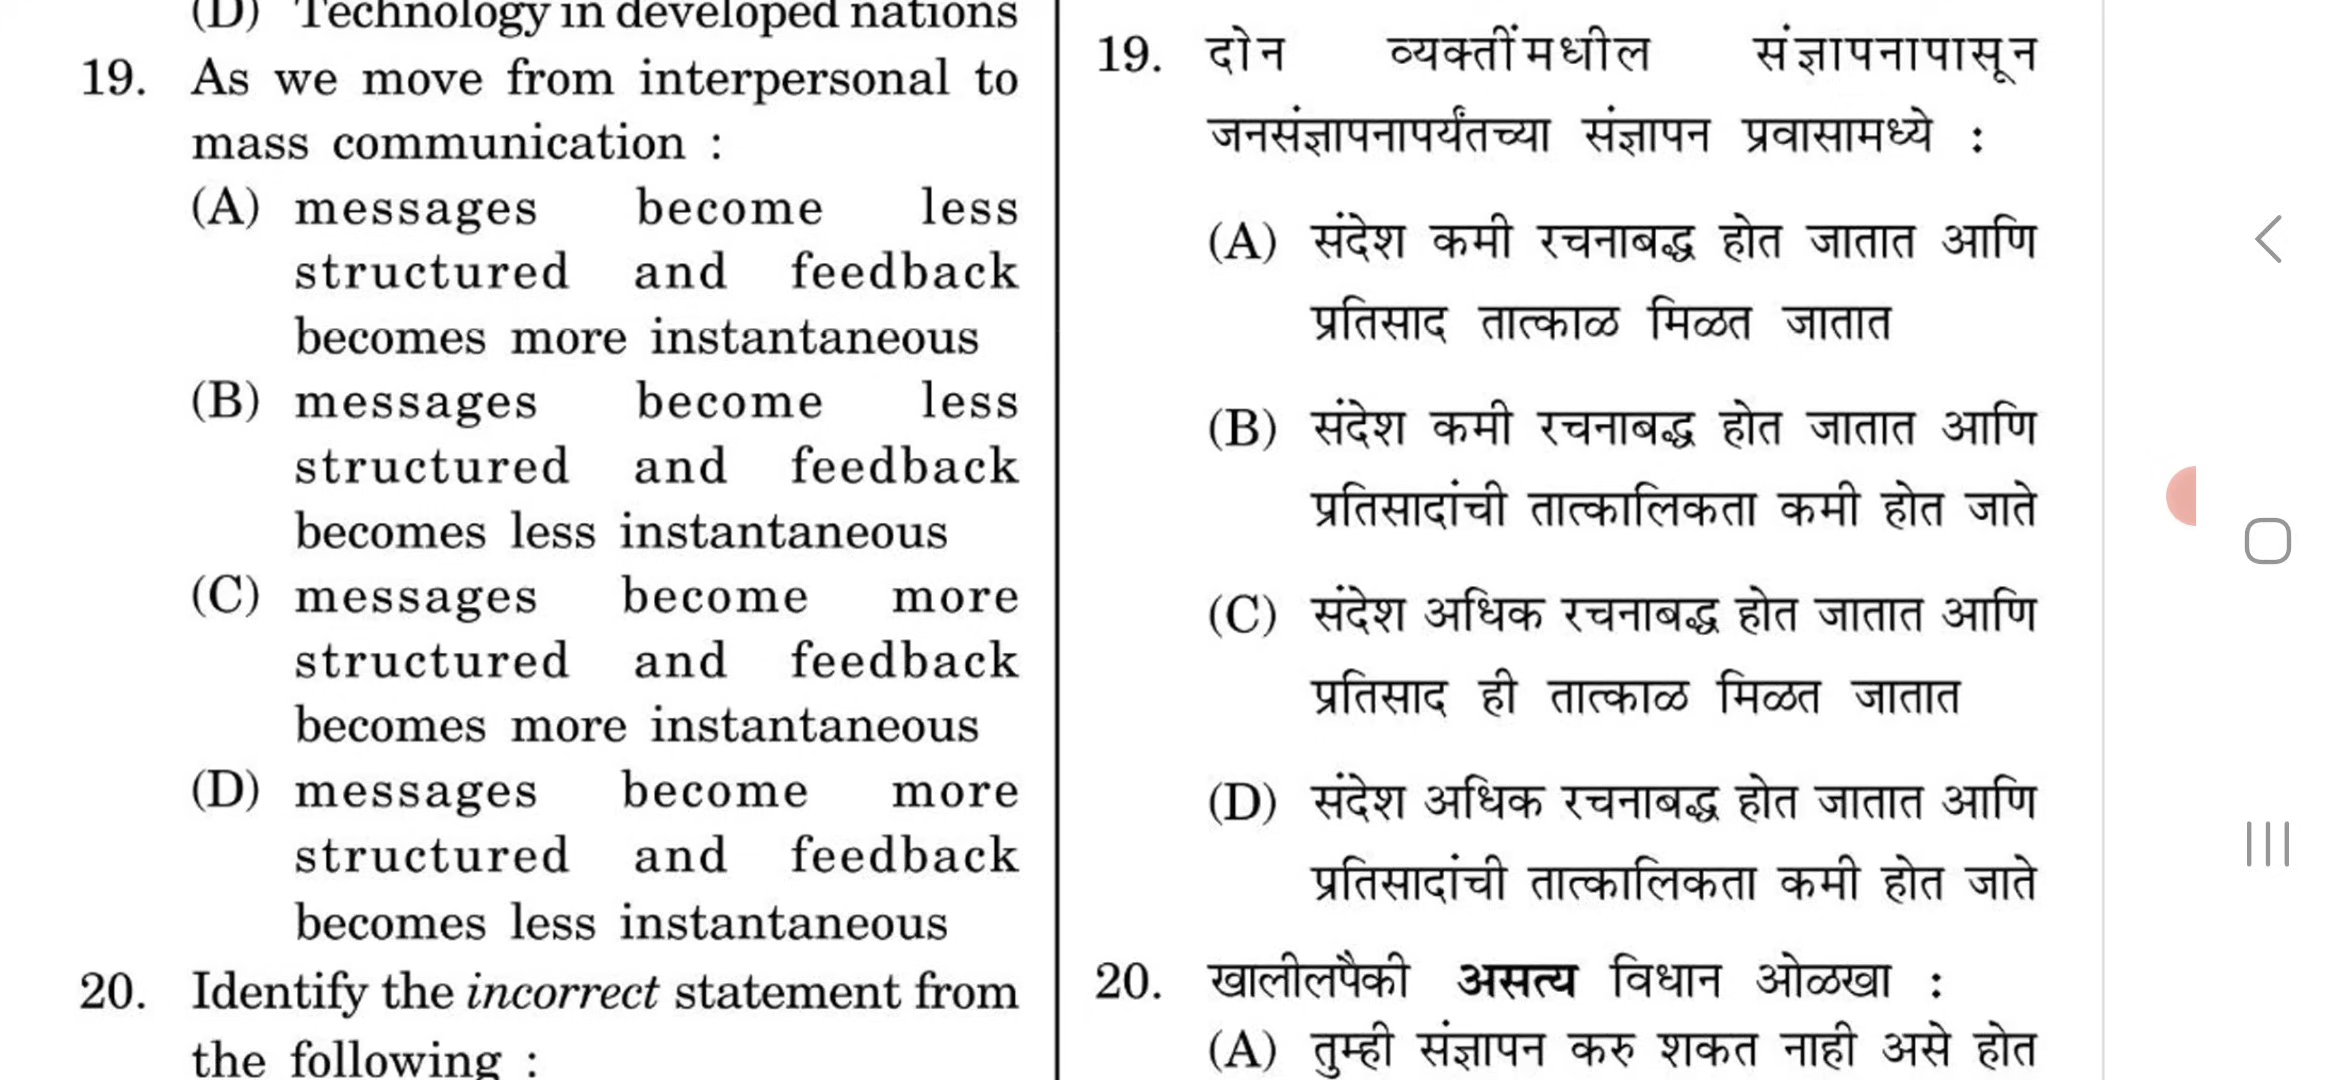 (D) Technology in developed nations
19. As we move from interpersonal to
mass communication :
(A) messages become less
structured and feedback
becomes more instantaneous
(B) messages become less
structured and feedback
becomes less instantaneous
(C) messages become more
structured and feedback
becomes more instantaneous
(D) messages become more
structured and feedback
becomes less instantaneous
20. Identify the incorrect statement from
the following :
19. दोन व्यक्तींमधील संज्ञापनापासून
जनसंज्ञापनापर्यंतच्या संज्ञापन प्रवासामध्ये :
(A) संदेश कमी रचनाबद्ध होत जातात आणि
प्रतिसाद तात्काळ मिळत जातात
(B) संदेश कमी रचनाबद्ध होत जातात आणि
प्रतिसादांची तात्कालिकता कमी होत जाते
(C) संदेश अधिक रचनाबद्ध होत जातात आणि
प्रतिसाद ही तात्काळ मिळत जातात
(D) संदेश अधिक रचनाबद्ध होत जातात आणि
प्रतिसादांची तात्कालिकता कमी होत जाते
20. खालीलपैकी असत्य विधान ओळखा :
(A) तुम्ही संज्ञापन करु शकत नाही असे होत